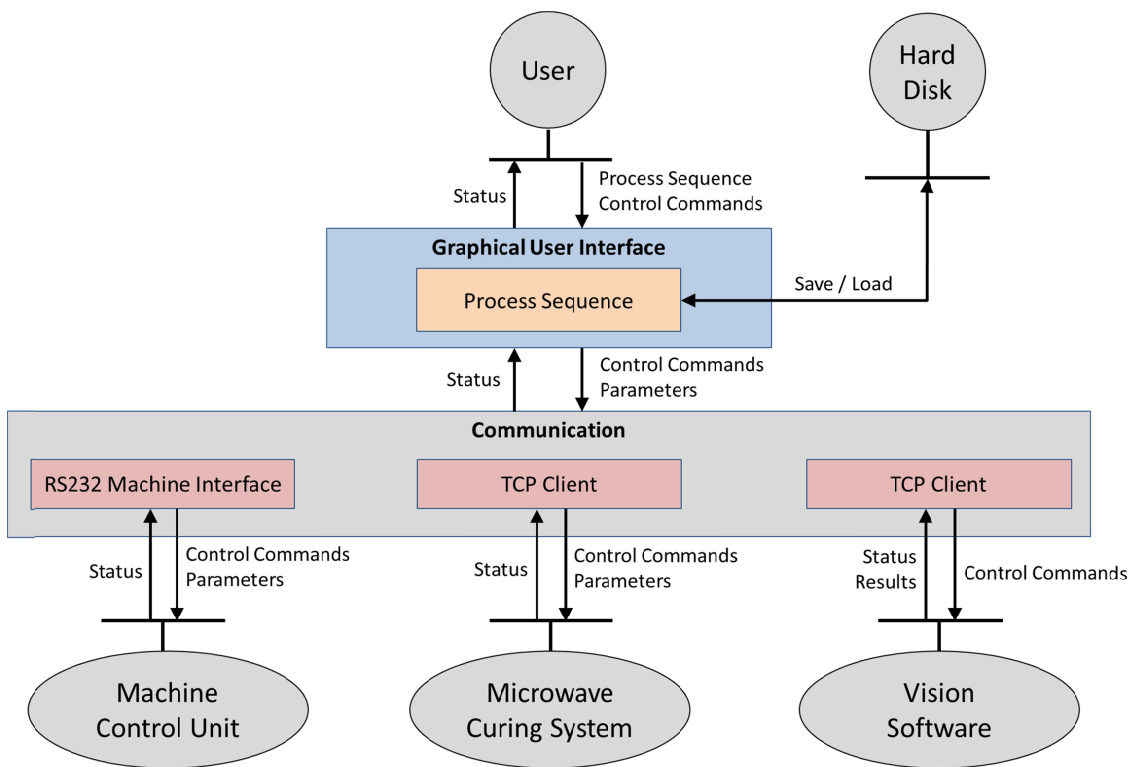 User
Hard
Disk
Status
Process Sequence
Control Commands
Graphical User Interface
Process Sequence
Save / Load
Status
Control Commands
Parameters
Communication
RS232 Machine Interface
TCP Client
TCP Client
Status
Control Commands
Parameters
Status
Control Commands
Parameters
Status
Results
Control Commands
Machine
Control Unit
Microwave
Curing System
Vision
Software